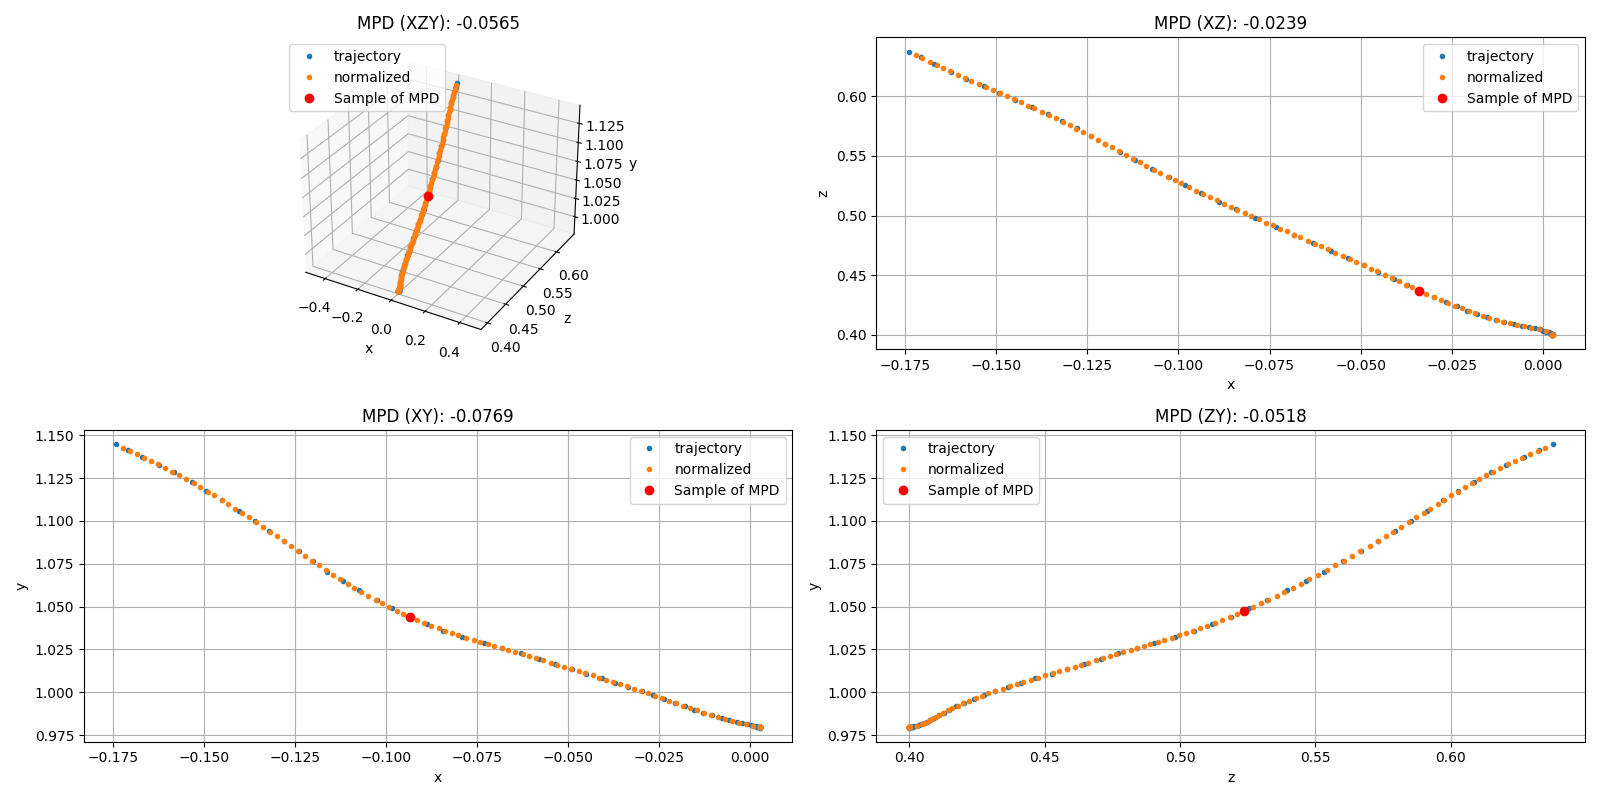 MPD (XZY): -0.0565
trajectory
normalized
Sample of MPD
1.125
1.100
1.075
1.050
1.025
1.000
y
0.60
0.55
0.50
0.45
0.40
z
−0.4
−0.2
0.0
0.2
0.4
x
MPD (XZ): -0.0239
trajectory
normalized
Sample of MPD
0.60
0.55
0.50
0.45
0.40
z
−0.175 −0.150 −0.125 −0.100 −0.075 −0.050 −0.025 0.000
x
MPD (XY): -0.0769
trajectory
normalized
Sample of MPD
1.150
1.125
1.100
1.075
1.050
1.025
1.000
0.975
y
−0.175 −0.150 −0.125 −0.100 −0.075 −0.050 −0.025 0.000
x
MPD (ZY): -0.0518
trajectory
normalized
Sample of MPD
1.150
1.125
1.100
1.075
1.050
1.025
1.000
0.975
y
0.40 0.45 0.50 0.55 0.60
z